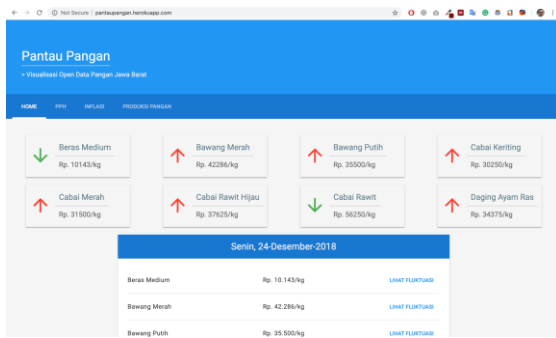 Not Secure | pantaupangan.herokuapp.com
Pantau Pangan
> Visualisasi Open Data Pangan Jawa Barat
HOME PPH INFLASI PRODUKSI PANGAN
Beras Medium
Rp. 10143/kg
Bawang Merah
Rp. 42286/kg
Bawang Putih
Rp. 35500/kg
Cabai Keriting
Rp. 30250/kg
Cabai Merah
Rp. 31500/kg
Cabai Rawit Hijau
Rp. 37625/kg
Cabai Rawit
Rp. 56250/kg
Daging Ayam Ras
Rp. 34375/kg
Senin, 24-Desember-2018
Beras Medium Rp. 10.143/kg LIHAT FLUKTUASI
Bawang Merah Rp. 42.286/kg LIHAT FLUKTUASI
Bawang Putih Rp. 35.500/kg LIHAT FLUKTUASI